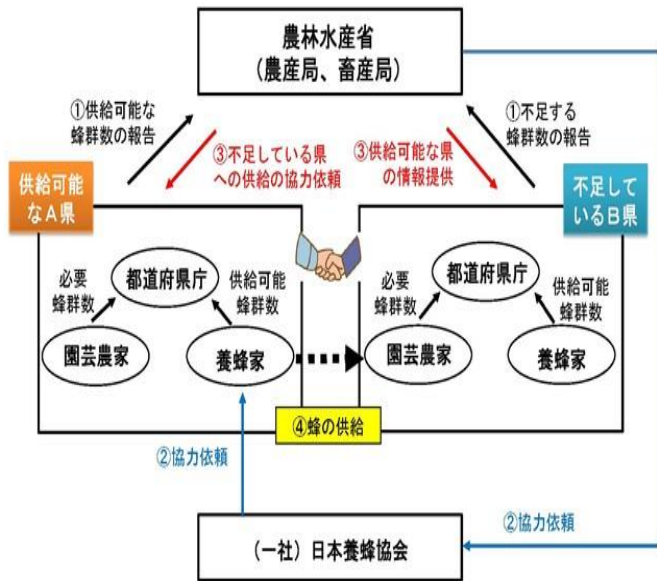 農林水産省
（農産局、畜産局）
①供給可能な
蜂群数の報告
①不足する
蜂群数の報告
③不足している県
への供給の協力依頼
③供給可能な県
の情報提供
供給可能
なＡ県
不足して
いるＢ県
都道府県庁
必要
蜂群数
供給可能
蜂群数
園芸農家
養蜂家
都道府県庁
必要
蜂群数
供給可能
蜂群数
園芸農家
養蜂家
④蜂の供給
②協力依頼
②協力依頼
（一社）日本養蜂協会